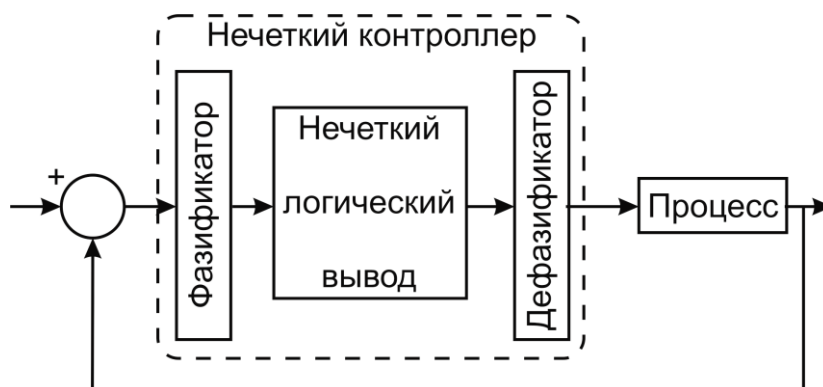 Нечеткий контроллер
+
Фазификатор
Нечеткий
логический
вывод
Дефазификатор
Процесс